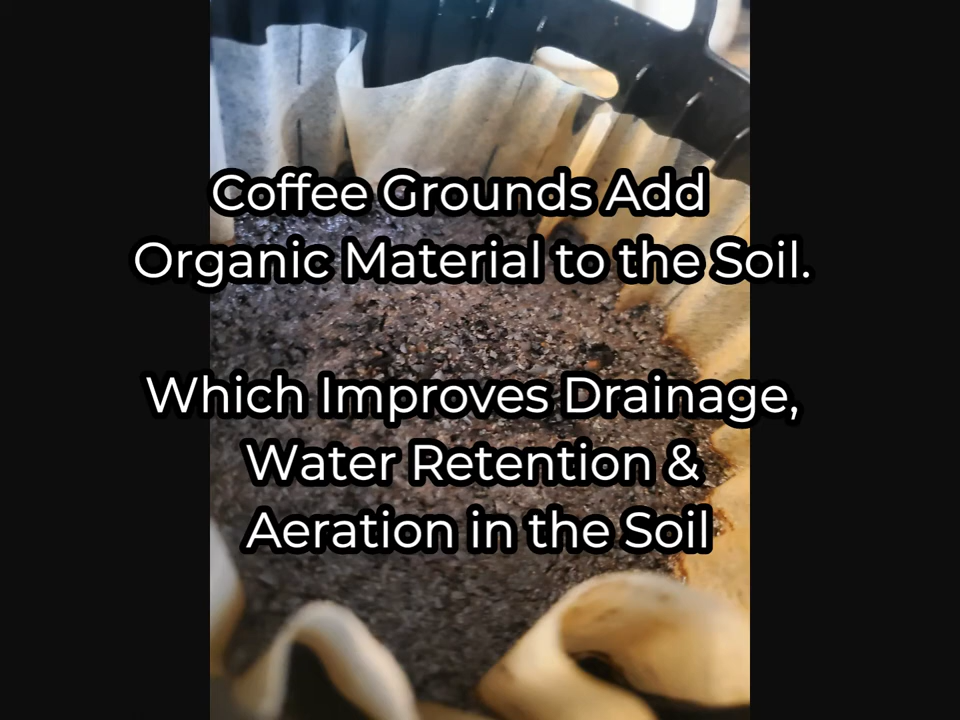 Coffee Grounds Add
Organic Material to the Soil.
Which Improves Drainage,
Water Retention &
Aeration in the Soil